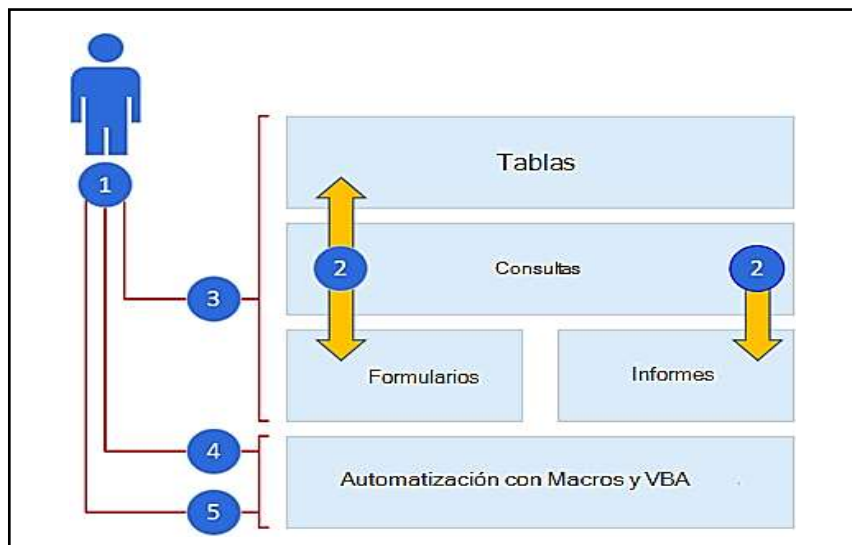 1
Tablas
2
Consultas
2
3
Formularios
Informes
4
Automatización con Macros y VBA
5